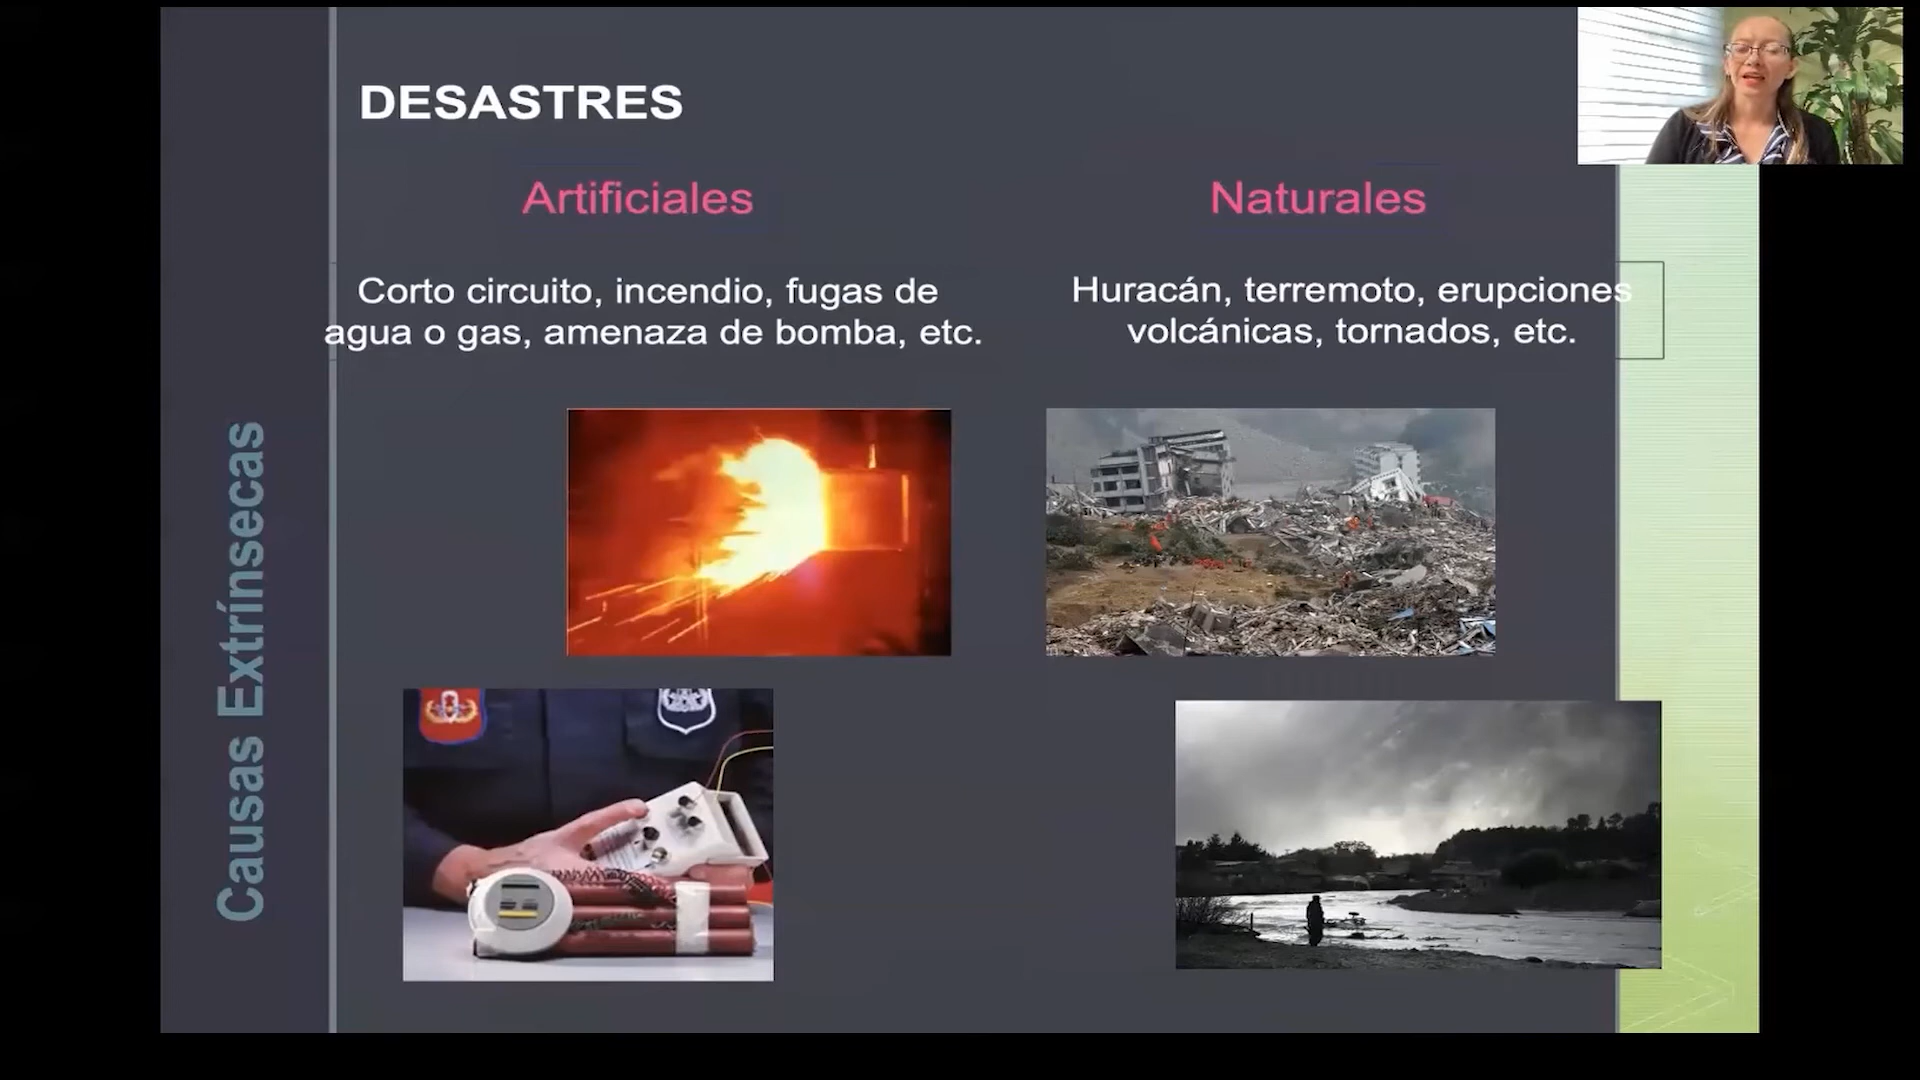 DESASTRES
Artificiales
Corto circuito, incendio, fugas de
agua o gas, amenaza de bomba, etc.
Naturales
Huracán, terremoto, erupciones
volcánicas, tornados, etc.
Causas Extrínsecas